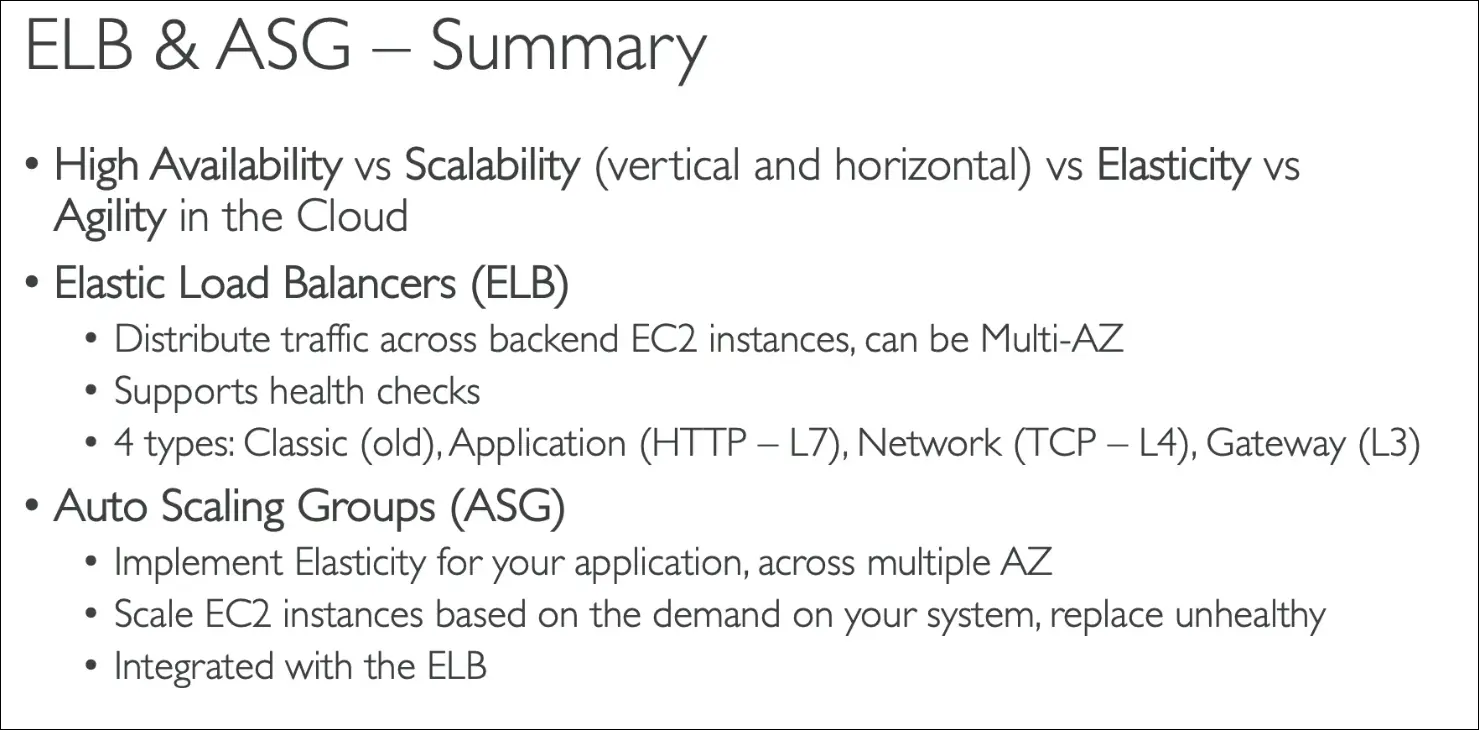 ELB & ASG – Summary
• High Availability vs Scalability (vertical and horizontal) vs Elasticity vs
Agility in the Cloud
• Elastic Load Balancers (ELB)
• Distribute traffic across backend EC2 instances, can be Multi-AZ
• Supports health checks
• 4 types: Classic (old), Application (HTTP – L7), Network (TCP – L4), Gateway (L3)
• Auto Scaling Groups (ASG)
• Implement Elasticity for your application, across multiple AZ
• Scale EC2 instances based on the demand on your system, replace unhealthy
• Integrated with the ELB